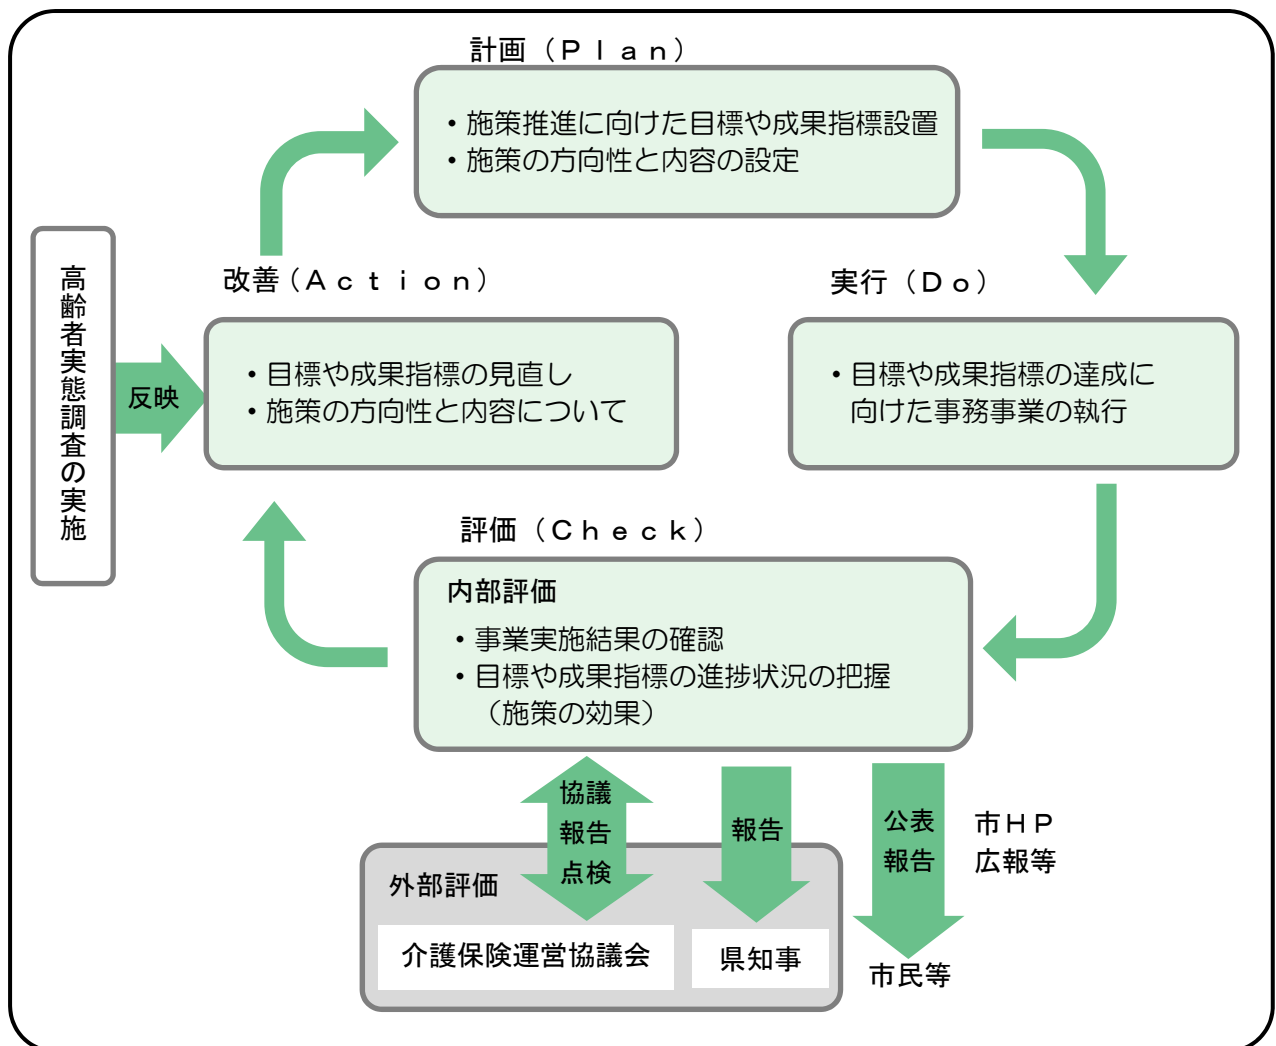 計画（Ｐｌａｎ）
・施策推進に向けた目標や成果指標設置
・施策の方向性と内容の設定
改善（Ａｃｔｉｏｎ）
実行（Ｄｏ）
高齢者実態調査の実施
反映
・目標や成果指標の見直し
・施策の方向性と内容について
・目標や成果指標の達成に
向けた事務事業の執行
評価（Ｃｈｅｃｋ）
内部評価
・事業実施結果の確認
・目標や成果指標の進捗状況の把握
（施策の効果）
協議
報告
点検
報告
公表
報告
市ＨＰ
広報等
外部評価
介護保険運営協議会
県知事
市民等